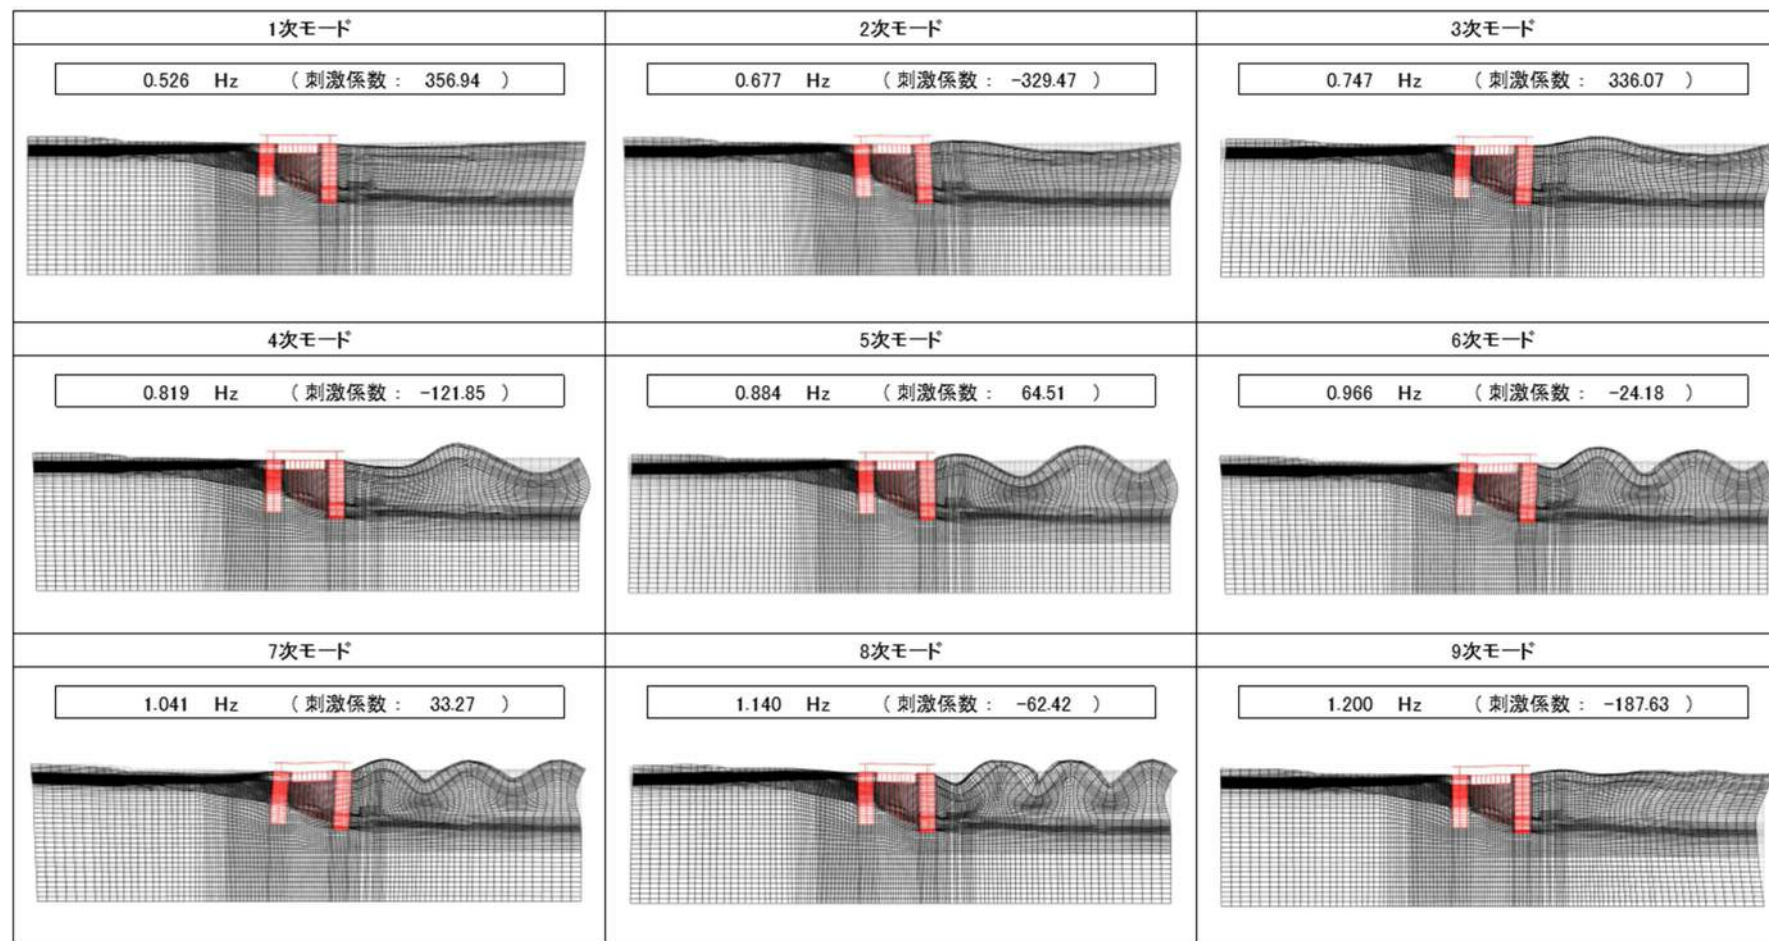 1次モード 2次モード 3次モード
0.526 Hz （ 刺激係数 ： 356.94 ） 0.677 Hz （ 刺激係数 ： -329.47 ） 0.747 Hz （ 刺激係数 ： 336.07 ）
4次モード 5次モード 6次モード
0.819 Hz （ 刺激係数 ： -121.85 ） 0.884 Hz （ 刺激係数 ： 64.51 ） 0.966 Hz （ 刺激係数 ： -24.18 ）
7次モード 8次モード 9次モード
1.041 Hz （ 刺激係数 ： 33.27 ） 1.140 Hz （ 刺激係数 ： -62.42 ） 1.200 Hz （ 刺激係数 ： -187.63 ）